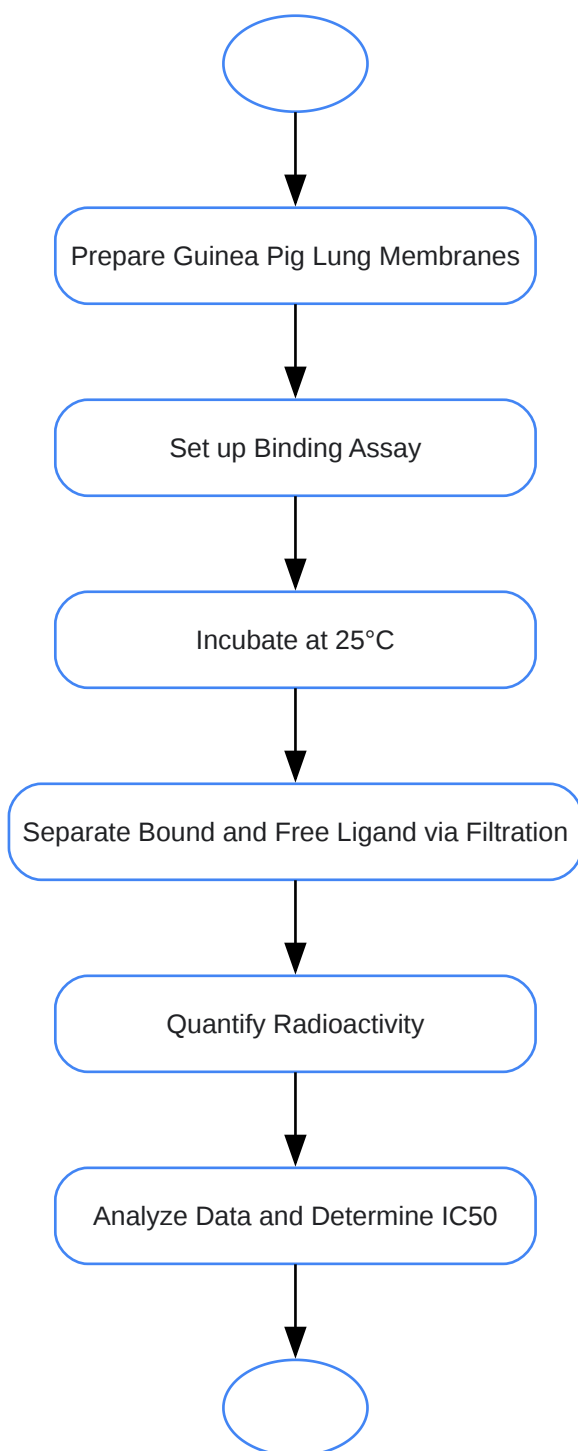 Prepare Guinea Pig Lung Membranes
Set up Binding Assay
Incubate at 25°C
Separate Bound and Free Ligand via Filtration
Quantify Radioactivity
Analyze Data and Determine IC50